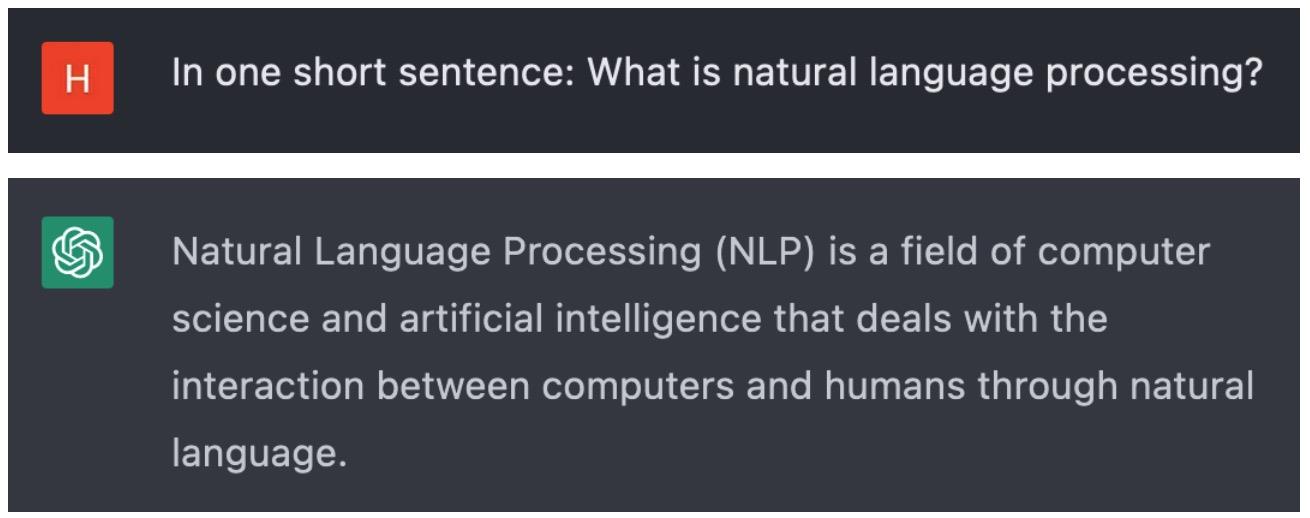 H
In one short sentence: What is natural language processing?
Natural Language Processing (NLP) is a field of computer
science and artificial intelligence that deals with the
interaction between computers and humans through natural
language.